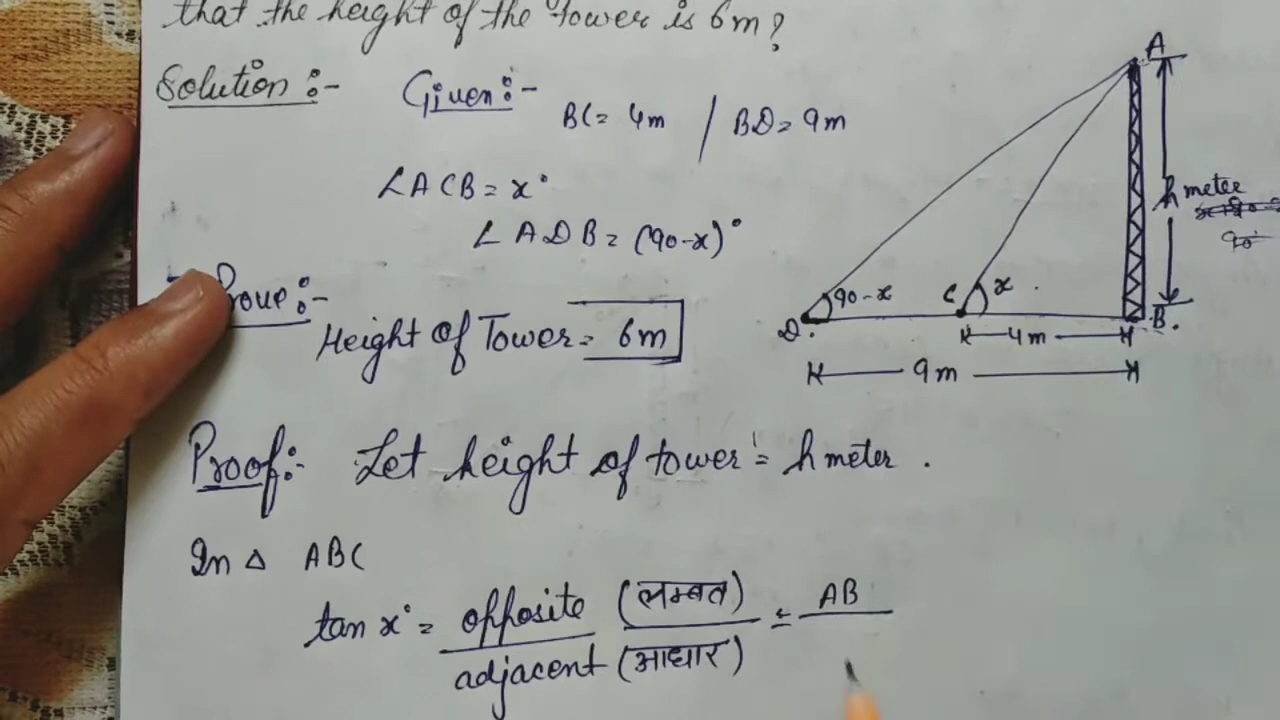 that the height of the tower is 6m?
Solution :-
Given :-
BC = 4m / BD = 9m
∠ACB = x°
∠ADB = (90-x)°
Prove :-
Height of Tower = 6m
Proof :- Let height of tower = h meter .
In △ ABC
tan x° = opposite (लम्बत) / adjacent (आधार) = AB
A
h meter
90-x
C
x
D.
B.
4m
9m